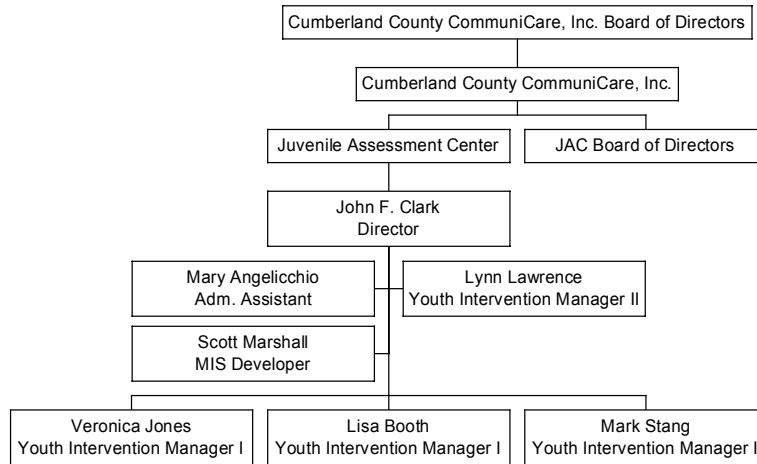 Cumberland County CommuniCare, Inc. Board of Directors
Cumberland County CommuniCare, Inc.
Juvenile Assessment Center
JAC Board of Directors
John F. Clark
Director
Mary Angelicchio
Adm. Assistant
Lynn Lawrence
Youth Intervention Manager II
Scott Marshall
MIS Developer
Veronica Jones
Youth Intervention Manager I
Lisa Booth
Youth Intervention Manager I
Mark Stang
Youth Intervention Manager I